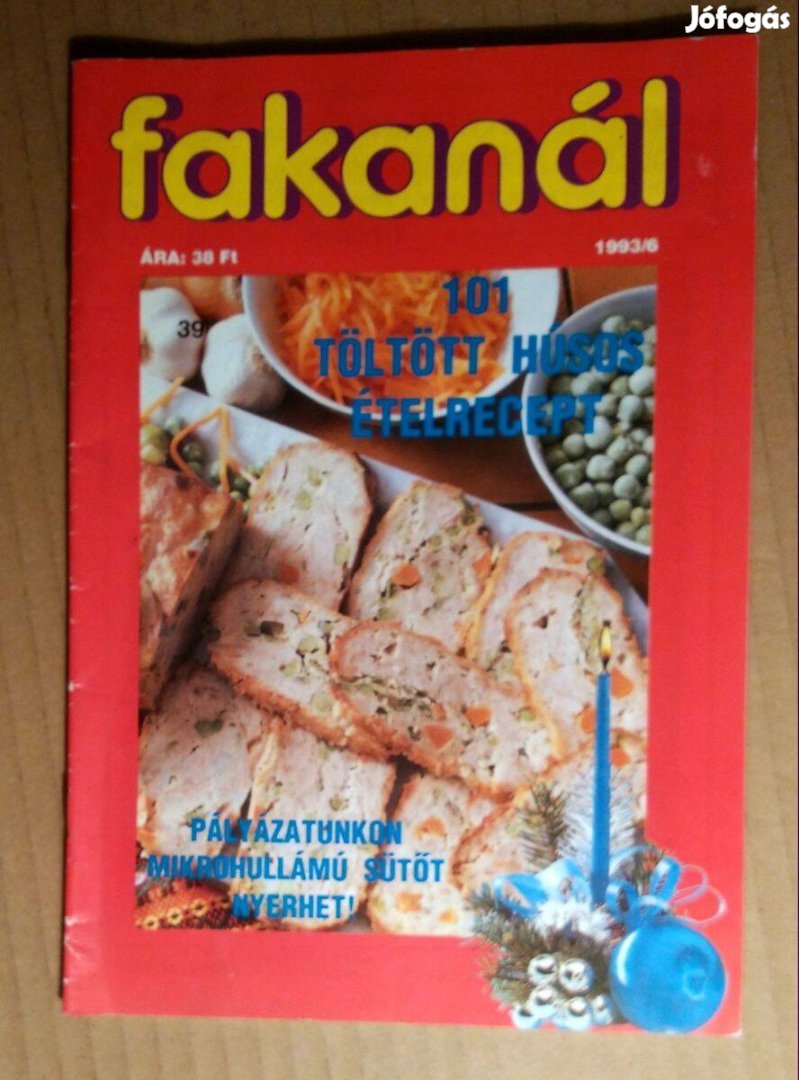 Jófogás
fakanál
ÁRA: 38 Ft
1993/6
39
101
TÖLTÖTT HÚSOS
ÉTELRECEPT
PÁLYÁZATUNKON
MIKROHULLÁMÚ SÜTŐT
NYERHET!